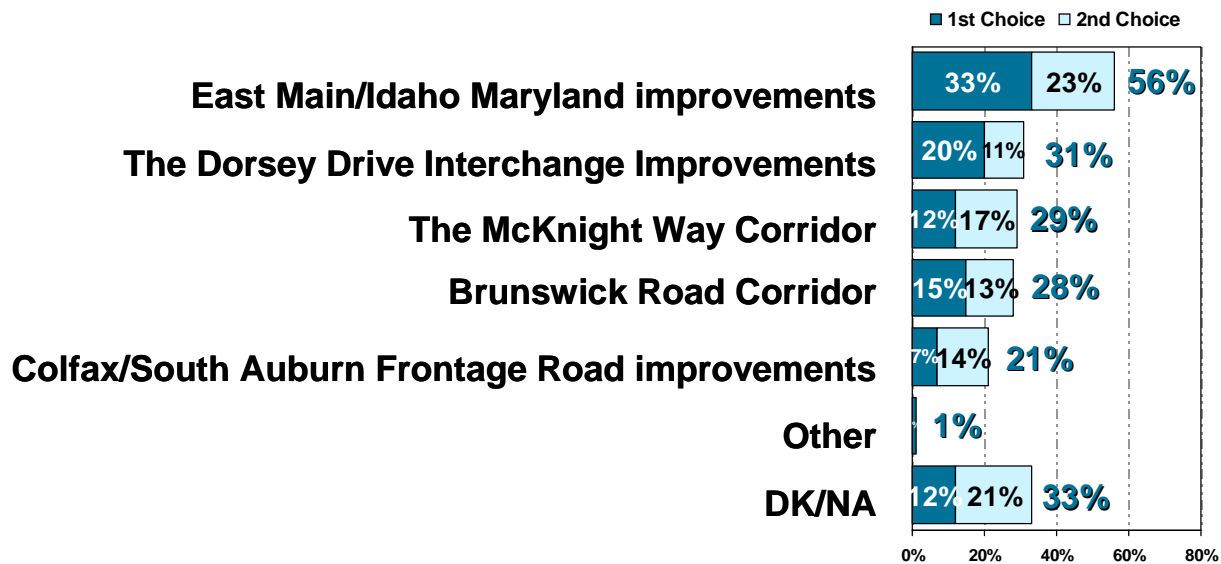 1st Choice 2nd Choice
East Main/Idaho Maryland improvements 33% 23% 56%
The Dorsey Drive Interchange Improvements 20% 11% 31%
The McKnight Way Corridor 12% 17% 29%
Brunswick Road Corridor 15% 13% 28%
Colfax/South Auburn Frontage Road improvements 7% 14% 21%
Other 1%
DK/NA 12% 21% 33%
0% 20% 40% 60% 80%